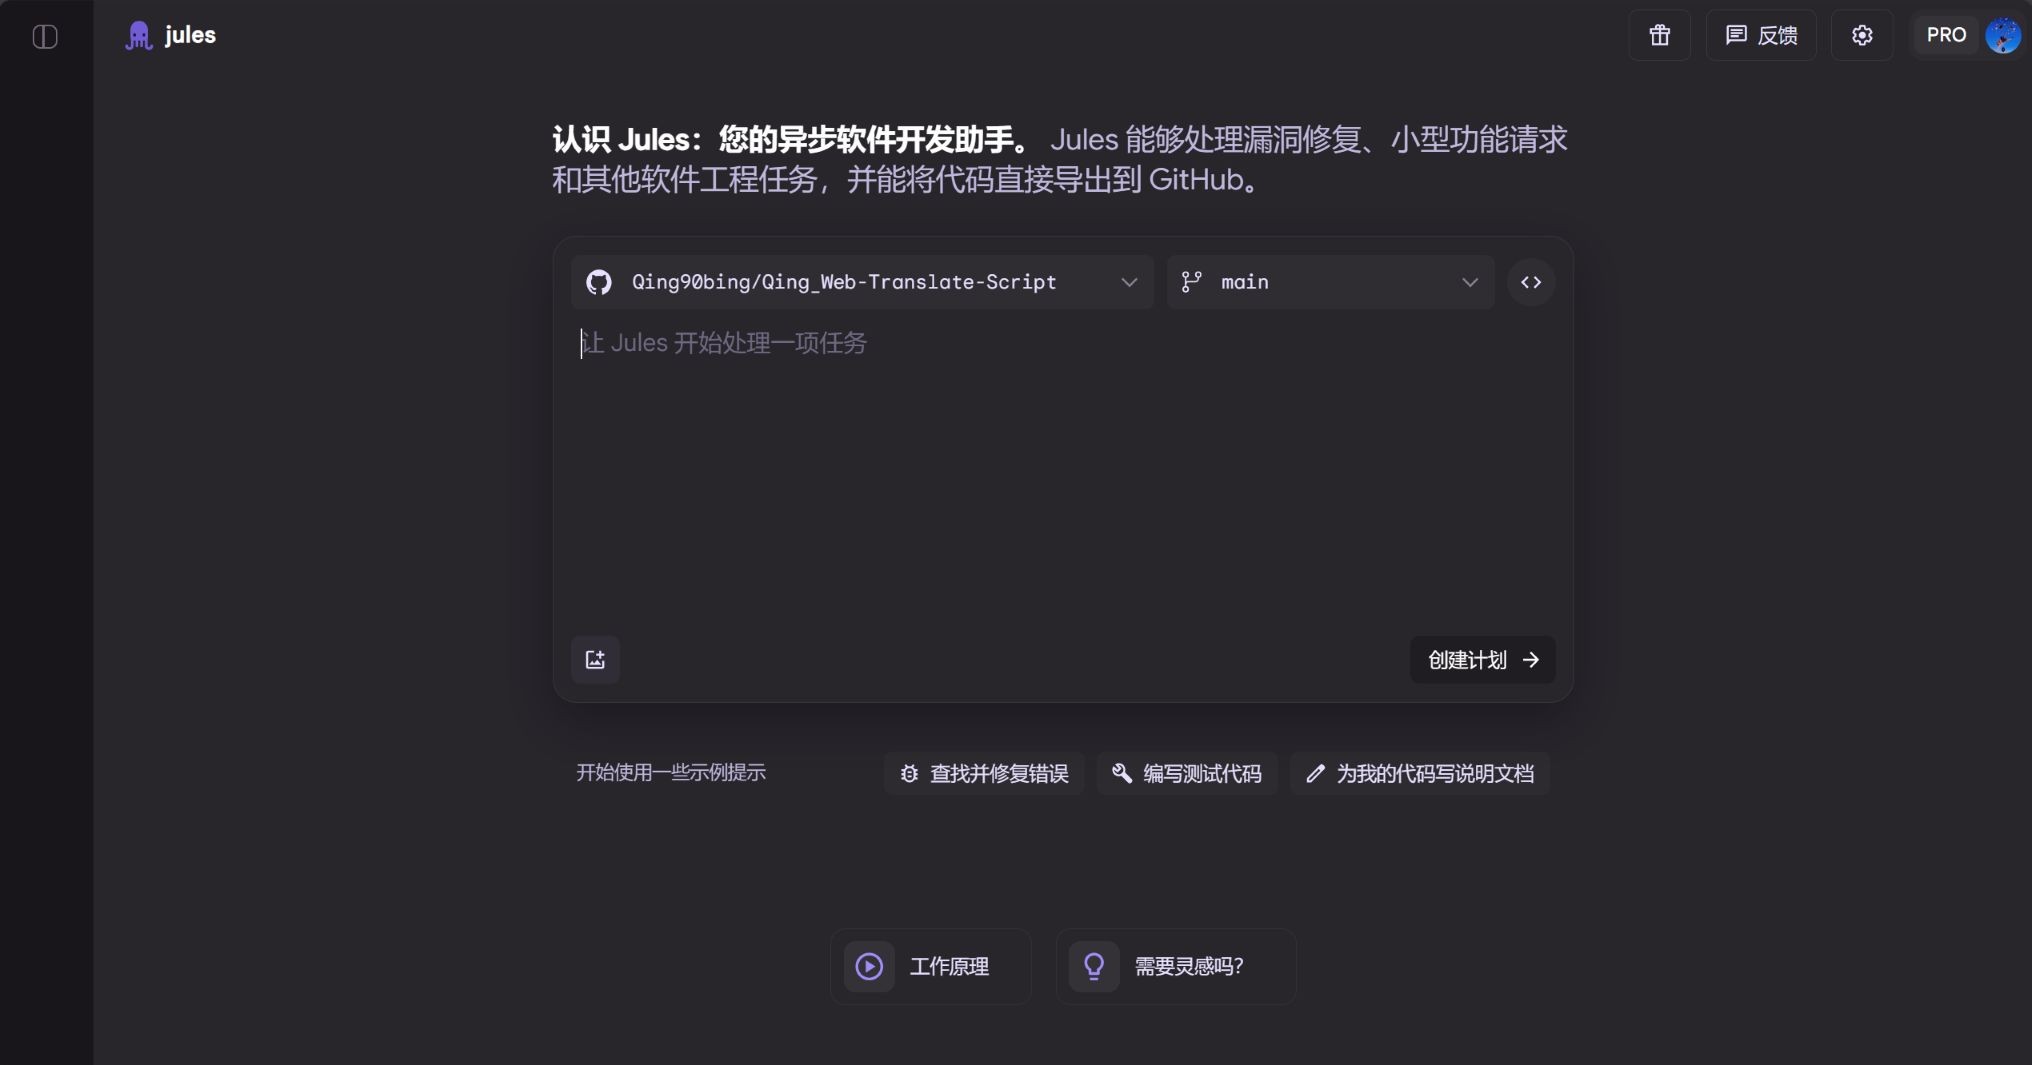 jules
反馈
PRO
认识 Jules：您的异步软件开发助手。 Jules 能够处理漏洞修复、小型功能请求
和其他软件工程任务，并能将代码直接导出到 GitHub。
Qing90bing/Qing_Web-Translate-Script
main
让 Jules 开始处理一项任务
创建计划
开始使用一些示例提示
查找并修复错误
编写测试代码
为我的代码写说明文档
工作原理
需要灵感吗？